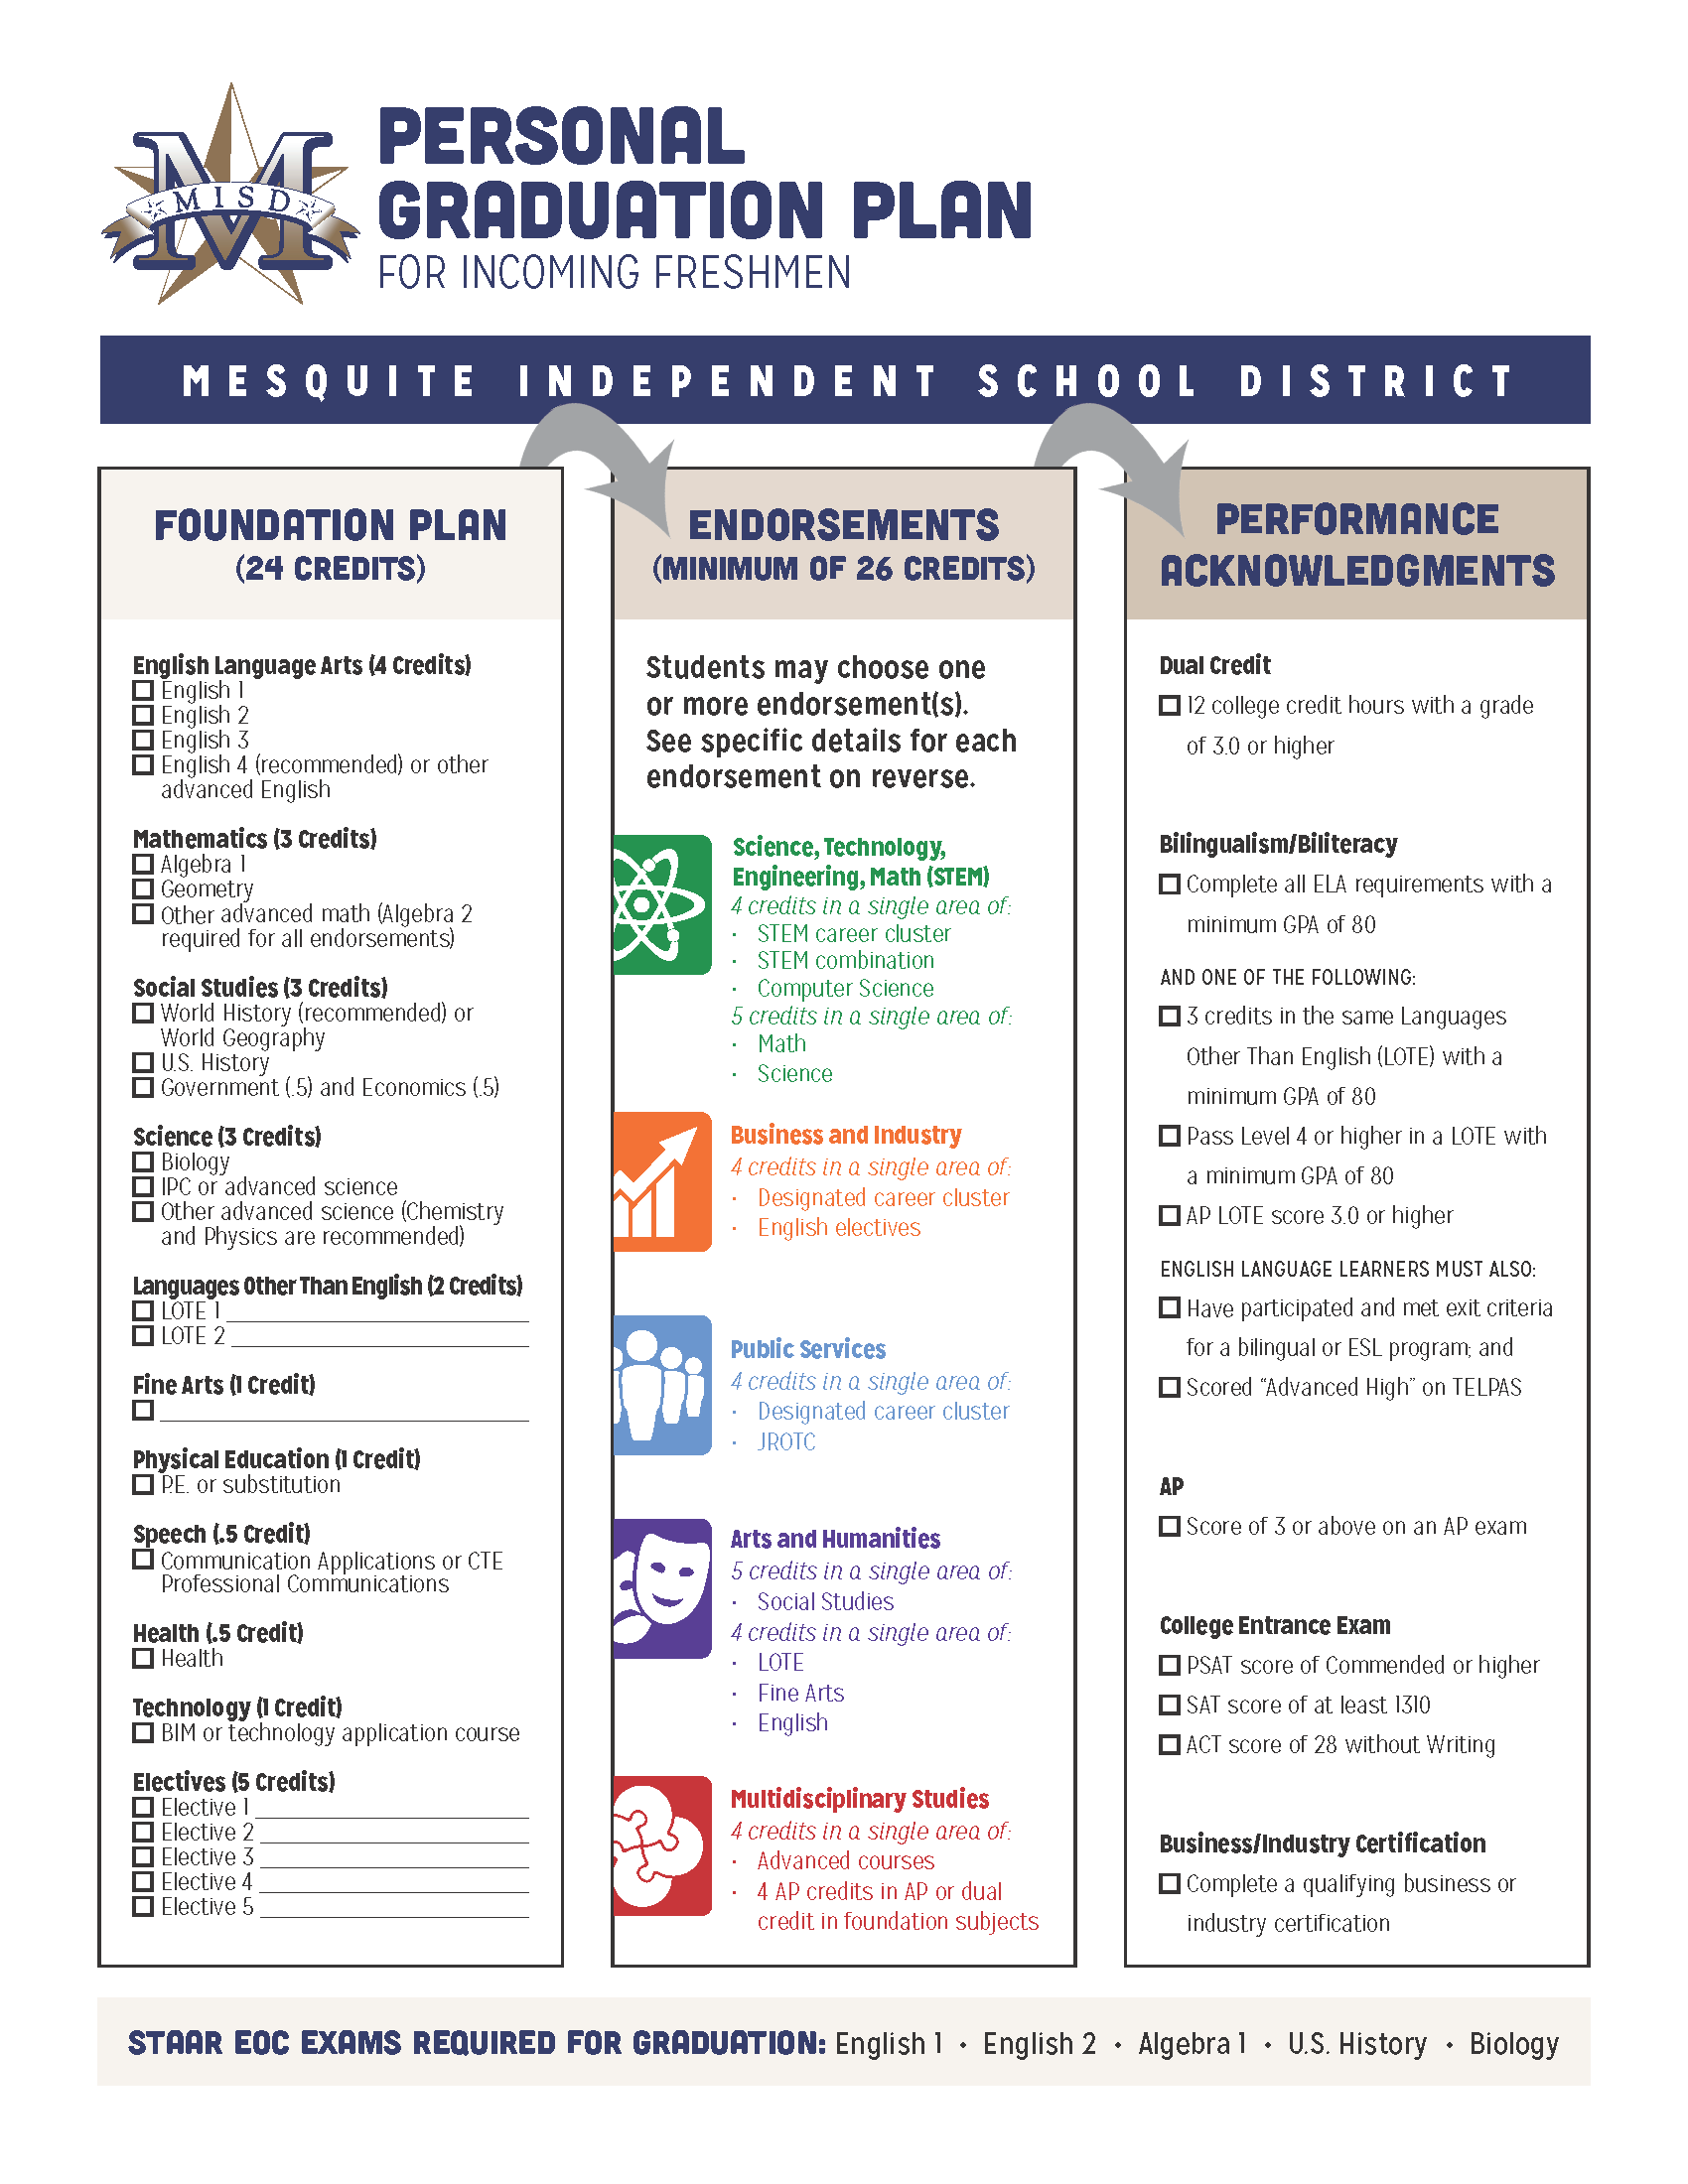 MISD
PERSONAL
GRADUATION PLAN
FOR INCOMING FRESHMEN
MESQUITE INDEPENDENT SCHOOL DISTRICT
FOUNDATION PLAN
(24 CREDITS)
English Language Arts (4 Credits)
English 1
English 2
English 3
English 4 (recommended) or other
advanced English
Mathematics (3 Credits)
Algebra 1
Geometry
Other advanced math (Algebra 2
required for all endorsements)
Social Studies (3 Credits)
World History (recommended) or
World Geography
U.S. History
Government (.5) and Economics (.5)
Science (3 Credits)
Biology
IPC or advanced science
Other advanced science (Chemistry
and Physics are recommended)
Languages Other Than English (2 Credits)
LOTE 1
LOTE 2
Fine Arts (1 Credit)
Physical Education (1 Credit)
P.E. or substitution
Speech (.5 Credit)
Communication Applications or CTE
Professional Communications
Health (.5 Credit)
Health
Technology (1 Credit)
BIM or technology application course
Electives (5 Credits)
Elective 1
Elective 2
Elective 3
Elective 4
Elective 5
ENDORSEMENTS
(MINIMUM OF 26 CREDITS)
Students may choose one
or more endorsement(s).
See specific details for each
endorsement on reverse.
Science, Technology,
Engineering, Math (STEM)
4 credits in a single area of:
· STEM career cluster
· STEM combination
· Computer Science
5 credits in a single area of:
· Math
· Science
Business and Industry
4 credits in a single area of:
· Designated career cluster
· English electives
Public Services
4 credits in a single area of:
· Designated career cluster
· JROTC
Arts and Humanities
5 credits in a single area of:
· Social Studies
4 credits in a single area of:
· LOTE
· Fine Arts
· English
Multidisciplinary Studies
4 credits in a single area of:
· Advanced courses
· 4 AP credits in AP or dual
credit in foundation subjects
PERFORMANCE
ACKNOWLEDGMENTS
Dual Credit
12 college credit hours with a grade
of 3.0 or higher
Bilingualism/Biliteracy
Complete all ELA requirements with a
minimum GPA of 80
AND ONE OF THE FOLLOWING:
3 credits in the same Languages
Other Than English (LOTE) with a
minimum GPA of 80
Pass Level 4 or higher in a LOTE with
a minimum GPA of 80
AP LOTE score 3.0 or higher
ENGLISH LANGUAGE LEARNERS MUST ALSO:
Have participated and met exit criteria
for a bilingual or ESL program; and
Scored “Advanced High” on TELPAS
AP
Score of 3 or above on an AP exam
College Entrance Exam
PSAT score of Commended or higher
SAT score of at least 1310
ACT score of 28 without Writing
Business/Industry Certification
Complete a qualifying business or
industry certification
STAAR EOC EXAMS REQUIRED FOR GRADUATION: English 1 • English 2 • Algebra 1 • U.S. History • Biology